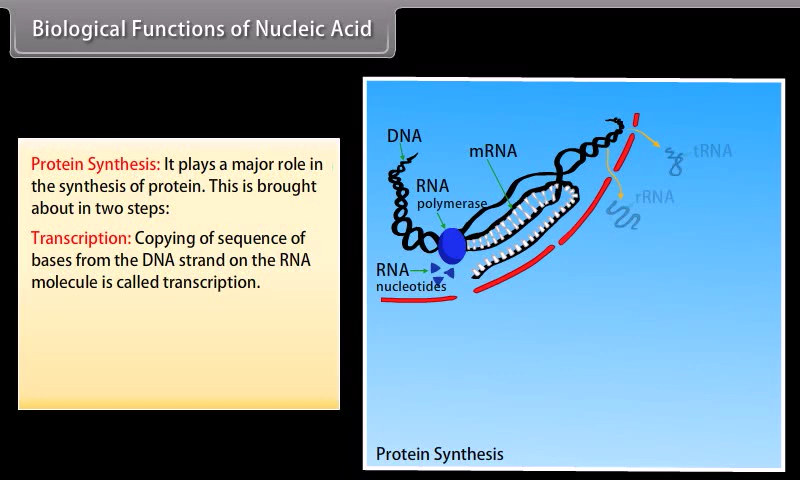 Biological Functions of Nucleic Acid
Protein Synthesis: It plays a major role in
the synthesis of protein. This is brought
about in two steps:
Transcription: Copying of sequence of
bases from the DNA strand on the RNA
molecule is called transcription.
DNA
mRNA
tRNA
RNA
polymerase
rRNA
RNA
nucleotides
Protein Synthesis